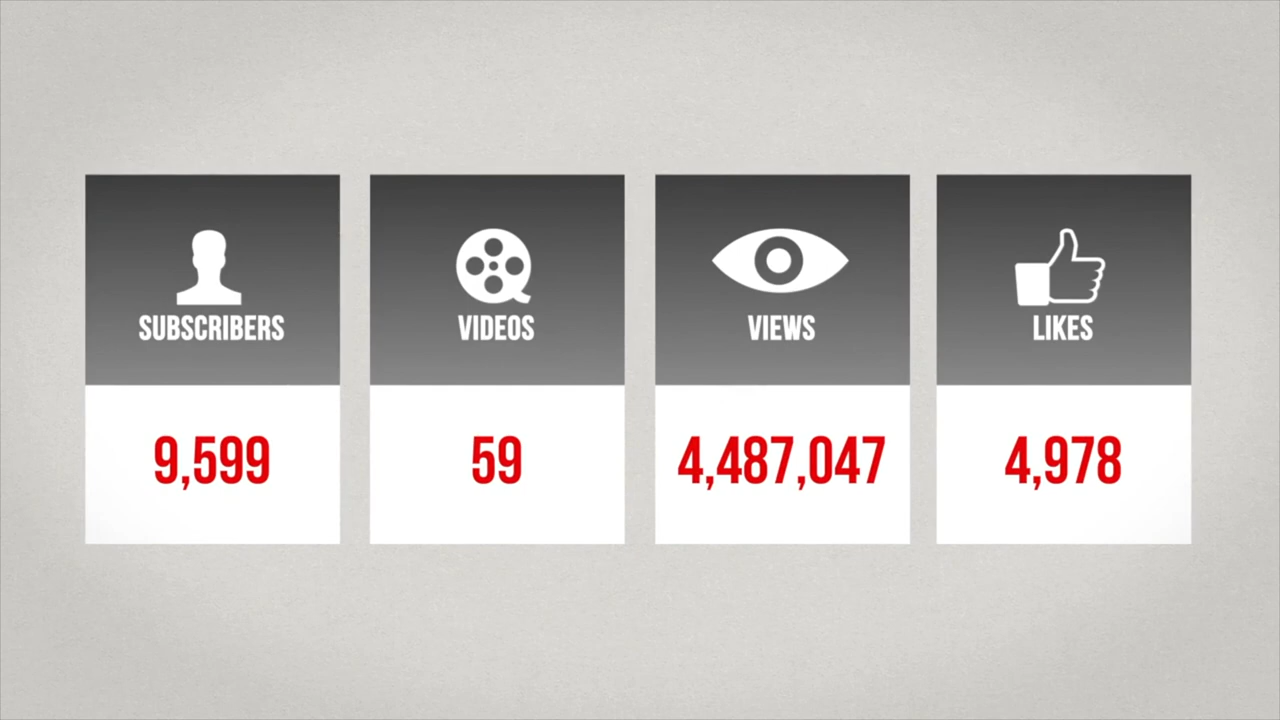 SUBSCRIBERS
9,599
VIDEOS
59
VIEWS
4,487,047
LIKES
4,978